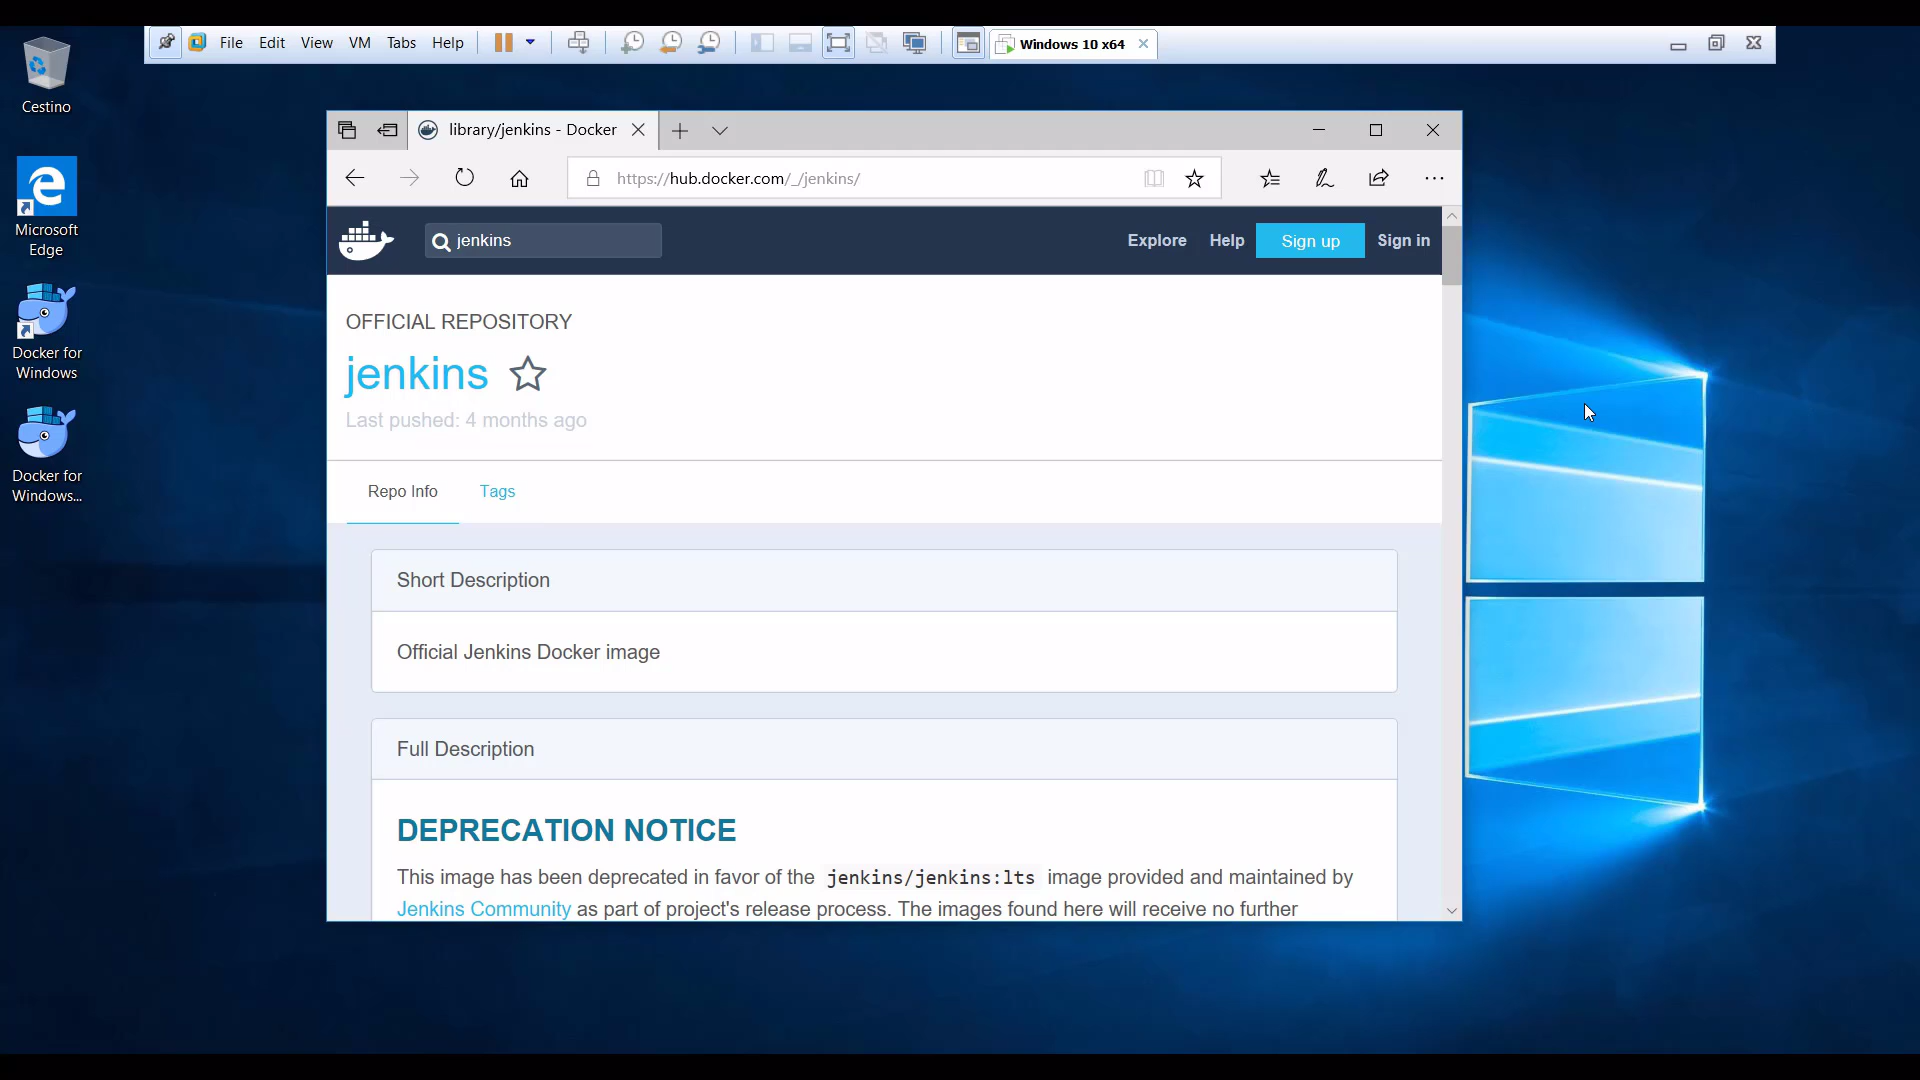 File Edit View VM Tabs Help
Windows 10 x64
Cestino
Microsoft
Edge
Docker for
Windows
Docker for
Windows...
library/jenkins - Docker
https://hub.docker.com/_/jenkins/
jenkins
Explore Help Sign up Sign in
OFFICIAL REPOSITORY
jenkins
Last pushed: 4 months ago
Repo Info Tags
Short Description
Official Jenkins Docker image
Full Description
DEPRECATION NOTICE
This image has been deprecated in favor of the jenkins/jenkins:lts image provided and maintained by
Jenkins Community as part of project's release process. The images found here will receive no further